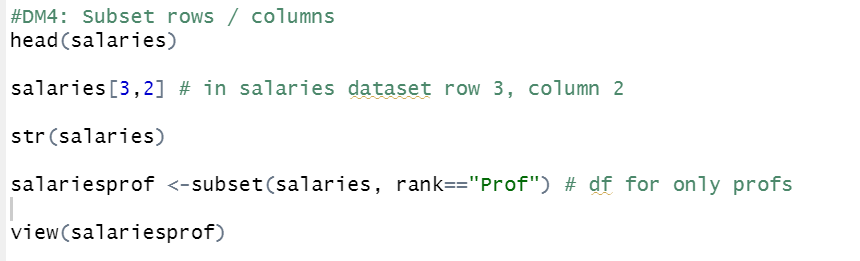 #DM4: Subset rows / columns
head(salaries)
salaries[3,2] # in salaries dataset row 3, column 2
str(salaries)
salariesprof <-subset(salaries, rank=="Prof") # df for only profs
view(salariesprof)